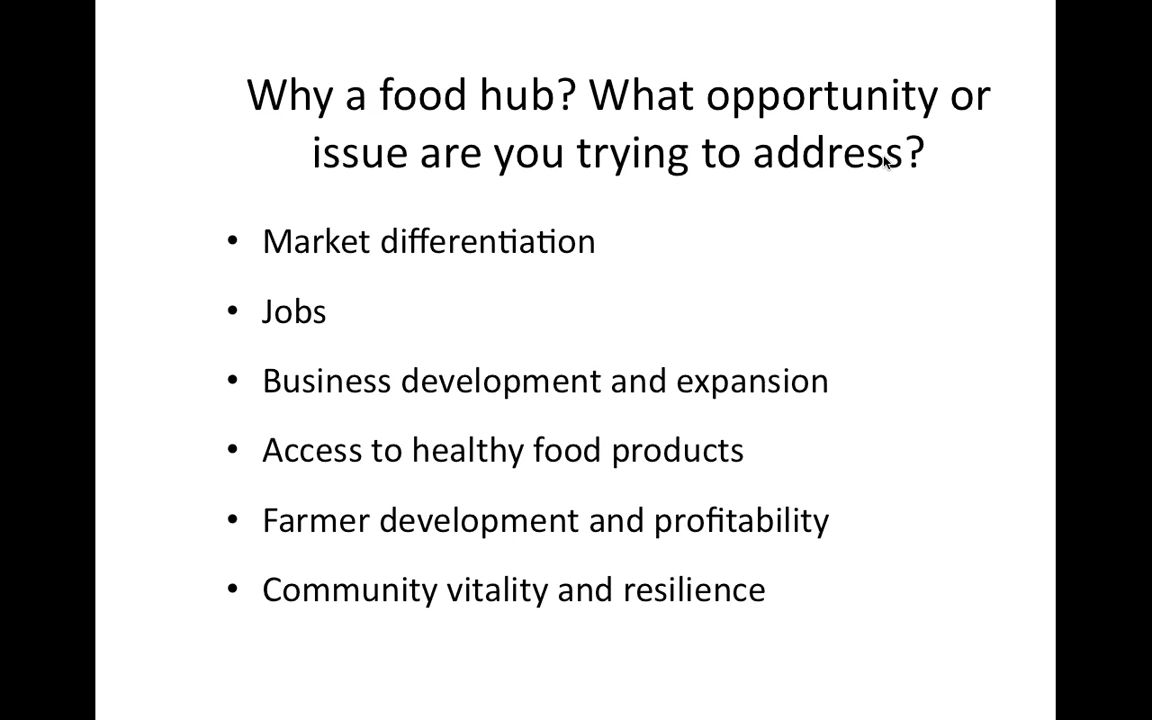 Why a food hub? What opportunity or
issue are you trying to address?
• Market differentiation
• Jobs
• Business development and expansion
• Access to healthy food products
• Farmer development and profitability
• Community vitality and resilience